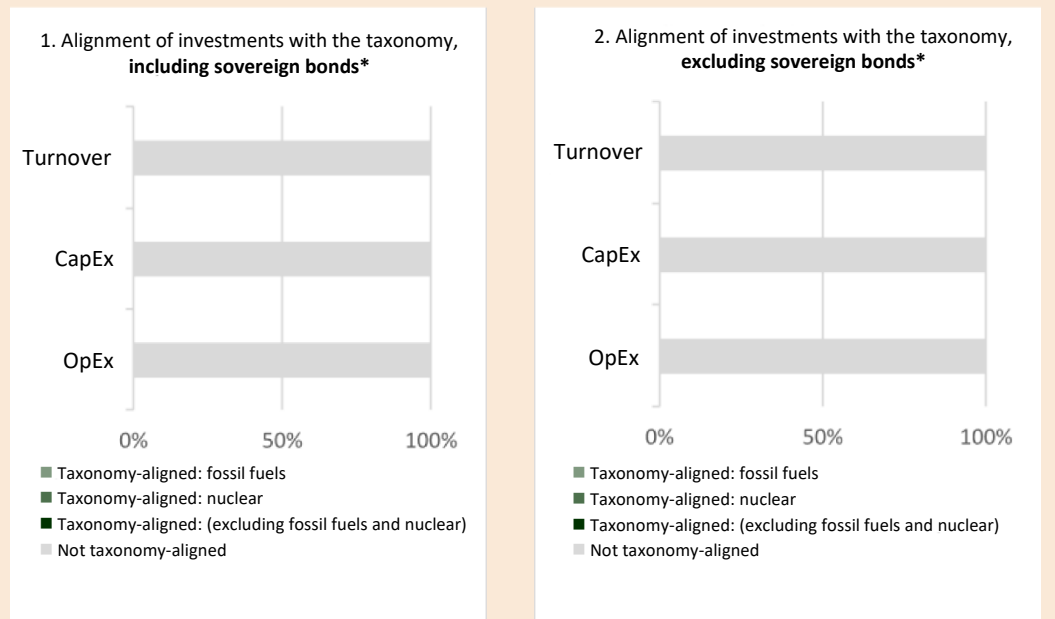 1. Alignment of investments with the taxonomy,
including sovereign bonds*
Turnover
CapEx
OpEx
0% 50% 100%
Taxonomy-aligned: fossil fuels
Taxonomy-aligned: nuclear
Taxonomy-aligned: (excluding fossil fuels and nuclear)
Not taxonomy-aligned
2. Alignment of investments with the taxonomy,
excluding sovereign bonds*
Turnover
CapEx
OpEx
0% 50% 100%
Taxonomy-aligned: fossil fuels
Taxonomy-aligned: nuclear
Taxonomy-aligned: (excluding fossil fuels and nuclear)
Not taxonomy-aligned